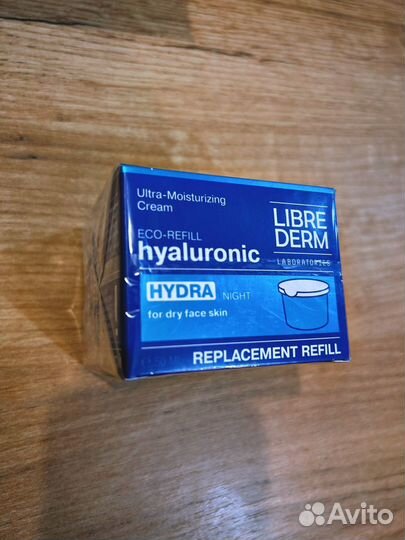 Ultra-Moisturizing
Cream
ECO-REFILL
hyaluronic
LIBRE
DERM
LABORATORIES
HYDRA NIGHT
for dry face skin
REPLACEMENT REFILL
Avito